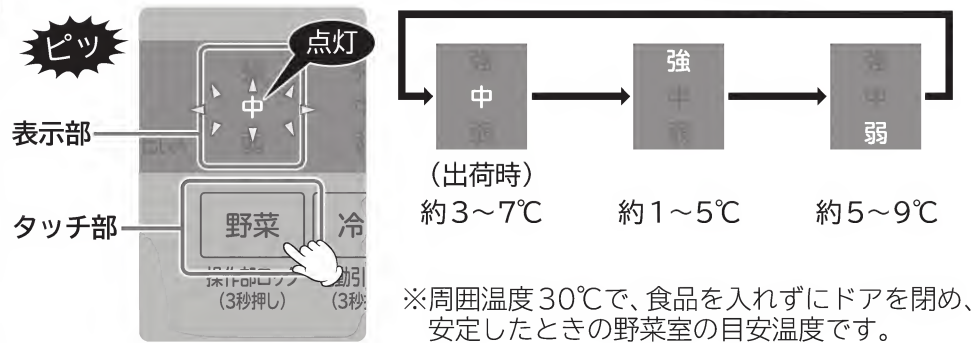 ピッ
点灯
中
表示部
タッチ部
野菜
冷
操作部ロック
(3秒押し)
動引
(3秒
強
中
弱
強
中
弱
強
中
弱
(出荷時)
約3~7℃
約1~5℃
約5~9℃
※周囲温度30℃で、食品を入れずにドアを閉め、
安定したときの野菜室の目安温度です。